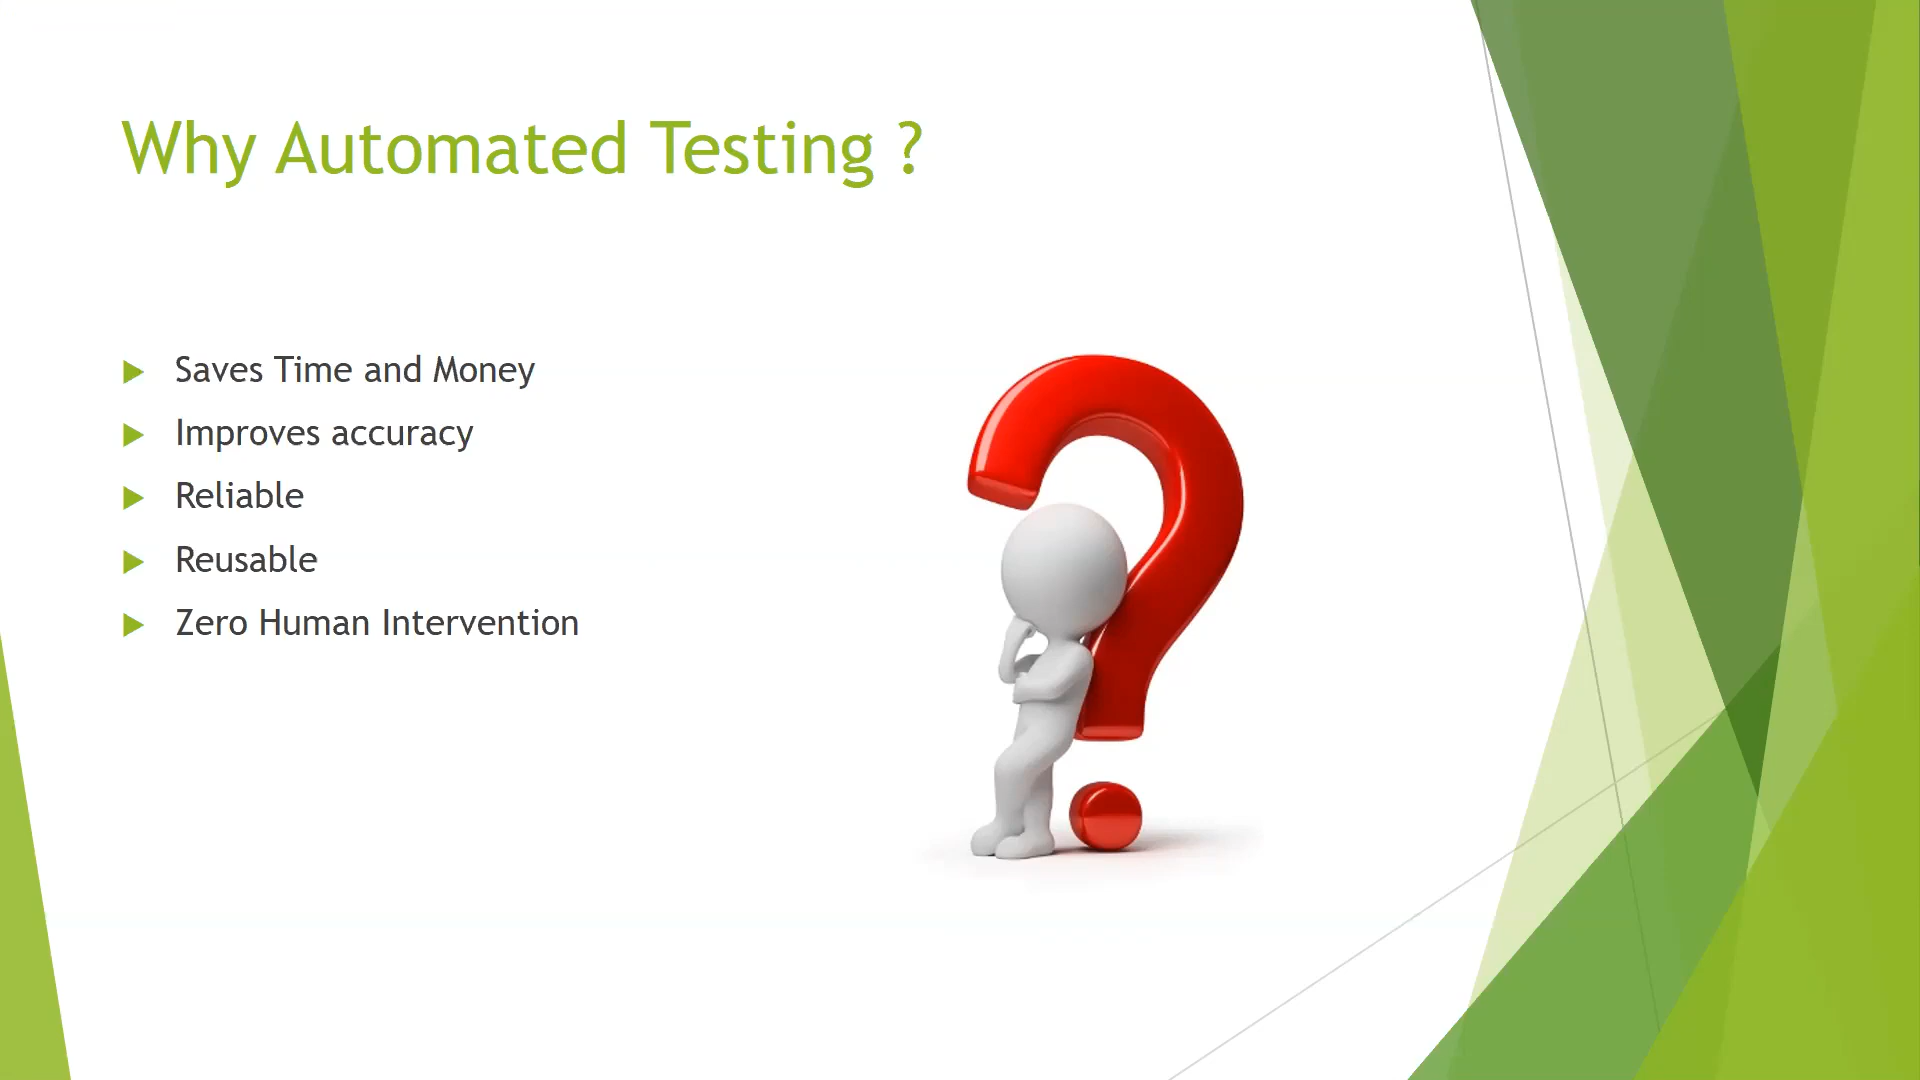 Why Automated Testing ?
Saves Time and Money
Improves accuracy
Reliable
Reusable
Zero Human Intervention